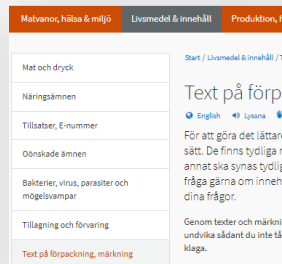 Matvanor, hälsa & miljö Livsmedel & innehåll Produktion,
Mat och dryck
Näringsämnen
Tillsatser, E-nummer
Oönskade ämnen
Bakterier, virus, parasiter och
mögelsvampar
Tillagning och förvaring
Text på förpackning, märkning
Start / Livsmedel & innehåll /
Text på förp
English Lyssna
För att göra det lättare
sätt. De finns tydliga r
annat ska synas tydlig
fråga gärna om inneh
dina frågor.
Genom texter och märkni
undvika sådant du inte tå
klaga.